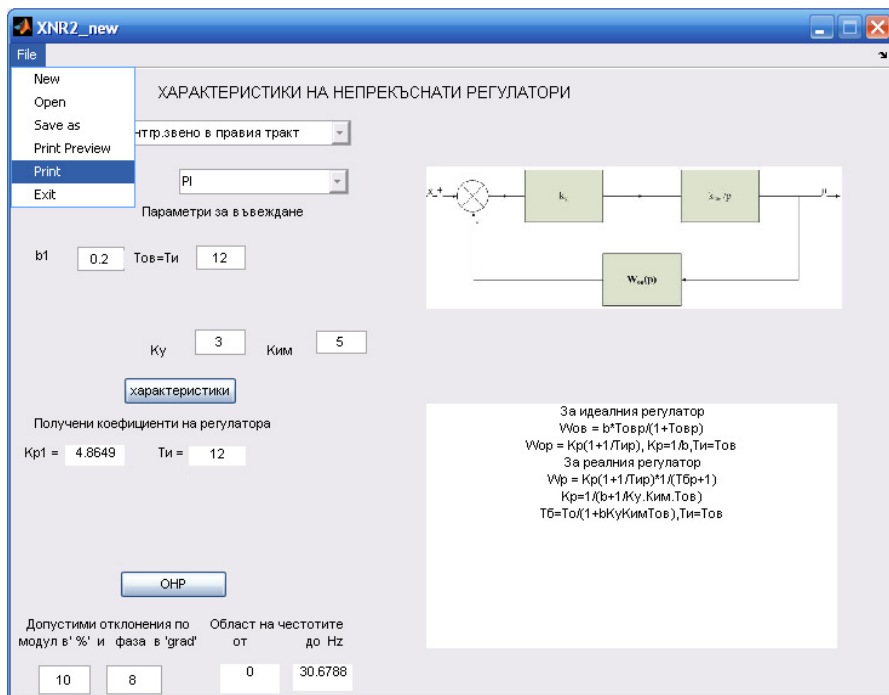 XNR2_new
File
New
Open
Save as
Print Preview
Print
Exit
ХАРАКТЕРИСТИКИ НА НЕПРЕКЪСНАТИ РЕГУЛАТОРИ
нтгр.звено в правия тракт
PI
Параметри за въвеждане
b1 0.2 Тов=Ти 12
Ку 3 Ким 5
характеристики
Получени коефициенти на регулатора
Кр1 = 4.8649 Ти = 12
ОНР
Допустими отклонения по
модул в' %' и фаза в 'grad'
10 8
Област на честотите
от до Hz
0 30.6788
x +
-
Wов(p)
За идеалния регулатор
Wов = b*Товр/(1+Товр)
Wор = Кр(1+1/Тир), Кр=1/b,Ти=Тов
За реалния регулатор
Wр = Кр(1+1/Тир)*1/(Тбр+1)
Кр=1/(b+1/Ку.Ким.Тов)
Тб=То/(1+bКуКимТов),Ти=Тов